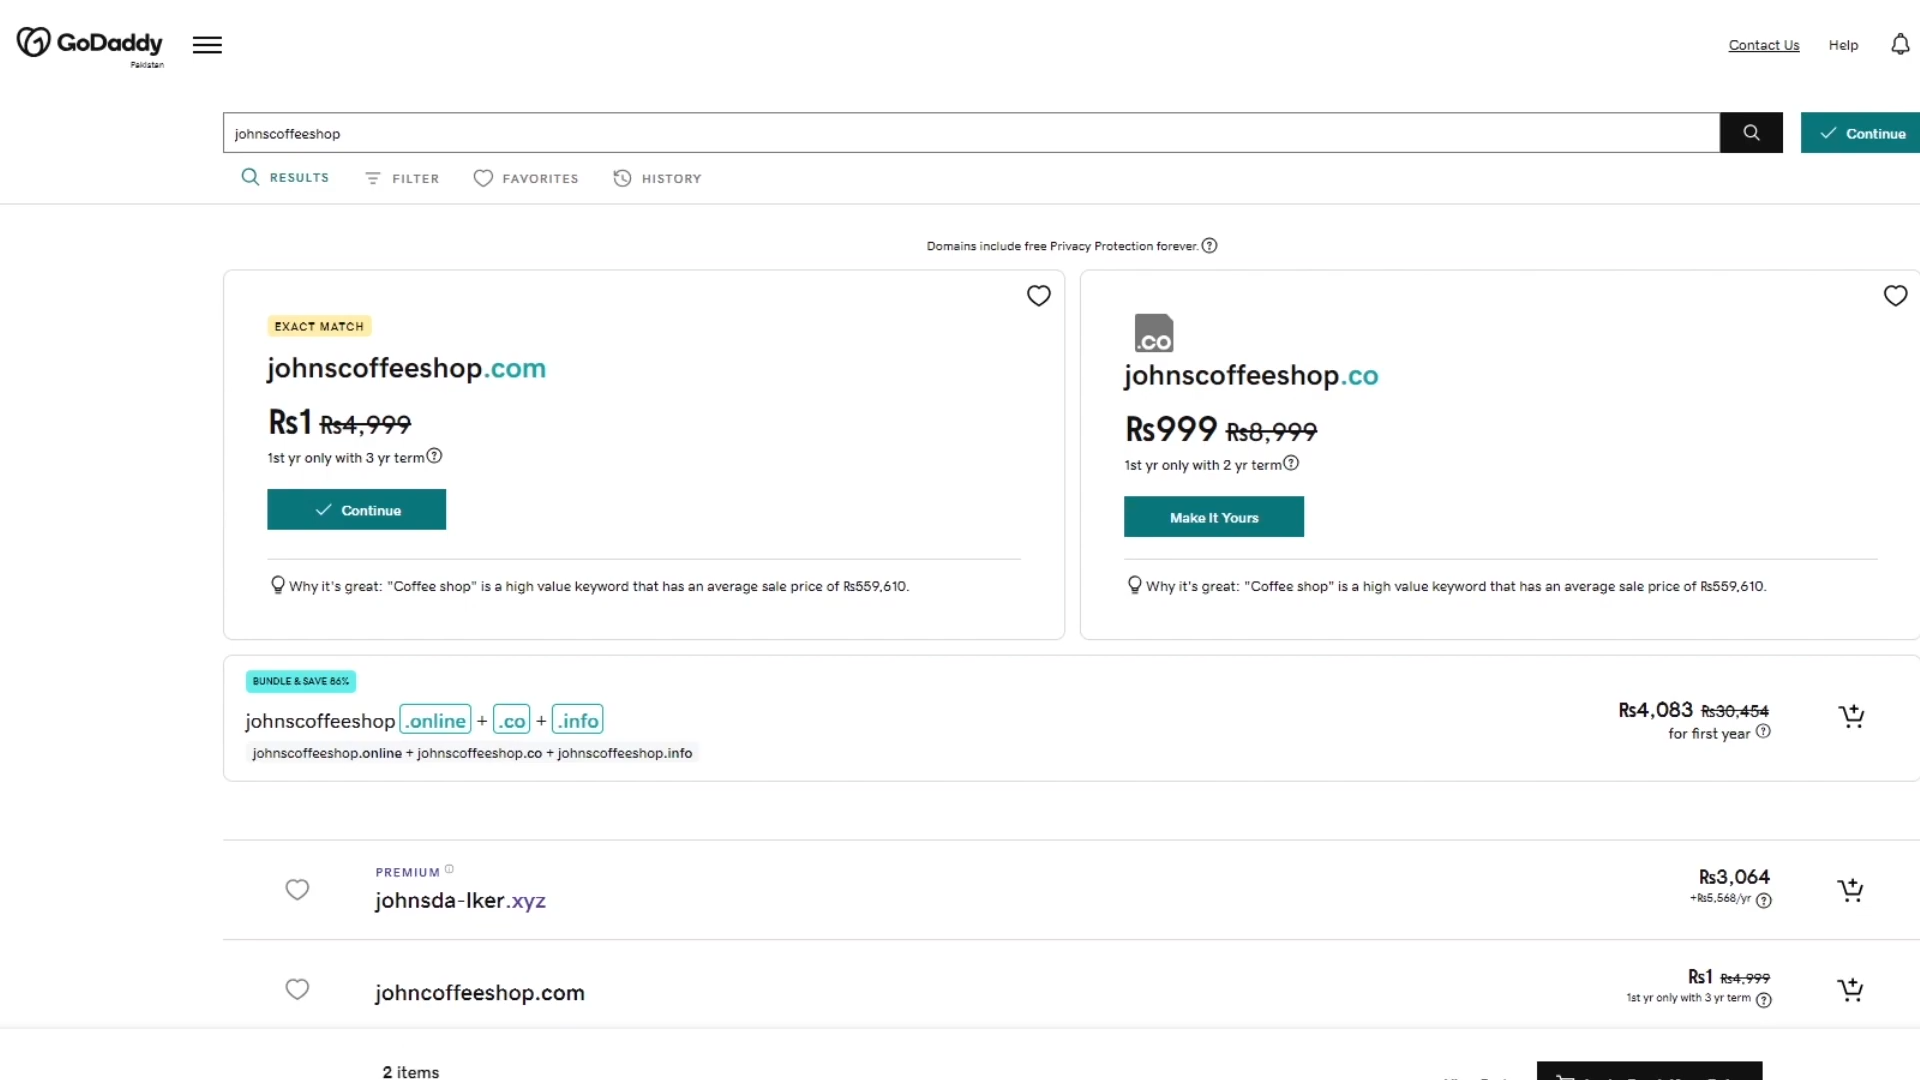 GoDaddy
Pakistan
Contact Us
Help
johnscoffeeshop
Continue
RESULTS
FILTER
FAVORITES
HISTORY
Domains include free Privacy Protection forever.
EXACT MATCH
johnscoffeeshop.com
Rs1 Rs4,999
1st yr only with 3 yr term
Continue
Why it's great: "Coffee shop" is a high value keyword that has an average sale price of Rs559,610.
.co
johnscoffeeshop.co
Rs999 Rs8,999
1st yr only with 2 yr term
Make It Yours
Why it's great: "Coffee shop" is a high value keyword that has an average sale price of Rs559,610.
BUNDLE & SAVE 86%
johnscoffeeshop .online + .co + .info
johnscoffeeshop.online + johnscoffeeshop.co + johnscoffeeshop.info
Rs4,083 Rs30,454
for first year
PREMIUM
johnsda-lker.xyz
Rs3,064
+Rs5,568/yr
johncoffeeshop.com
Rs1 Rs4,999
1st yr only with 3 yr term
2 items